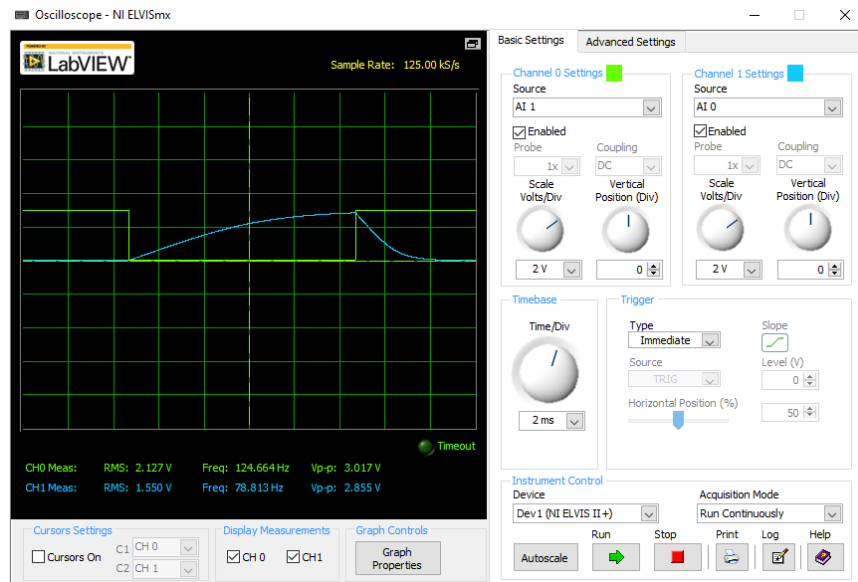 Oscilloscope - NI ELVISmx
POWERED BY
NATIONAL INSTRUMENTS
LabVIEW™
Sample Rate: 125.00 kS/s
Timeout
CH0 Meas: RMS: 2.127 V Freq: 124.664 Hz Vp-p: 3.017 V
CH1 Meas: RMS: 1.550 V Freq: 78.813 Hz Vp-p: 2.855 V
Cursors Settings
Cursors On
C1 CH 0
C2 CH 1
Display Measurements
CH 0 CH1
Graph Controls
Graph
Properties
Basic Settings Advanced Settings
Channel 0 Settings
Source
AI 1
Enabled
Probe Coupling
1x DC
Scale Vertical
Volts/Div Position (Div)
2 V 0
Channel 1 Settings
Source
AI 0
Enabled
Probe Coupling
1x DC
Scale Vertical
Volts/Div Position (Div)
2 V 0
Timebase
Time/Div
2 ms
Trigger
Type Slope
Immediate
Source Level (V)
TRIG 0
Horizontal Position (%)
50
Instrument Control
Device Acquisition Mode
Dev1 (NI ELVIS II+) Run Continuously
Run Stop Print Log Help
Autoscale